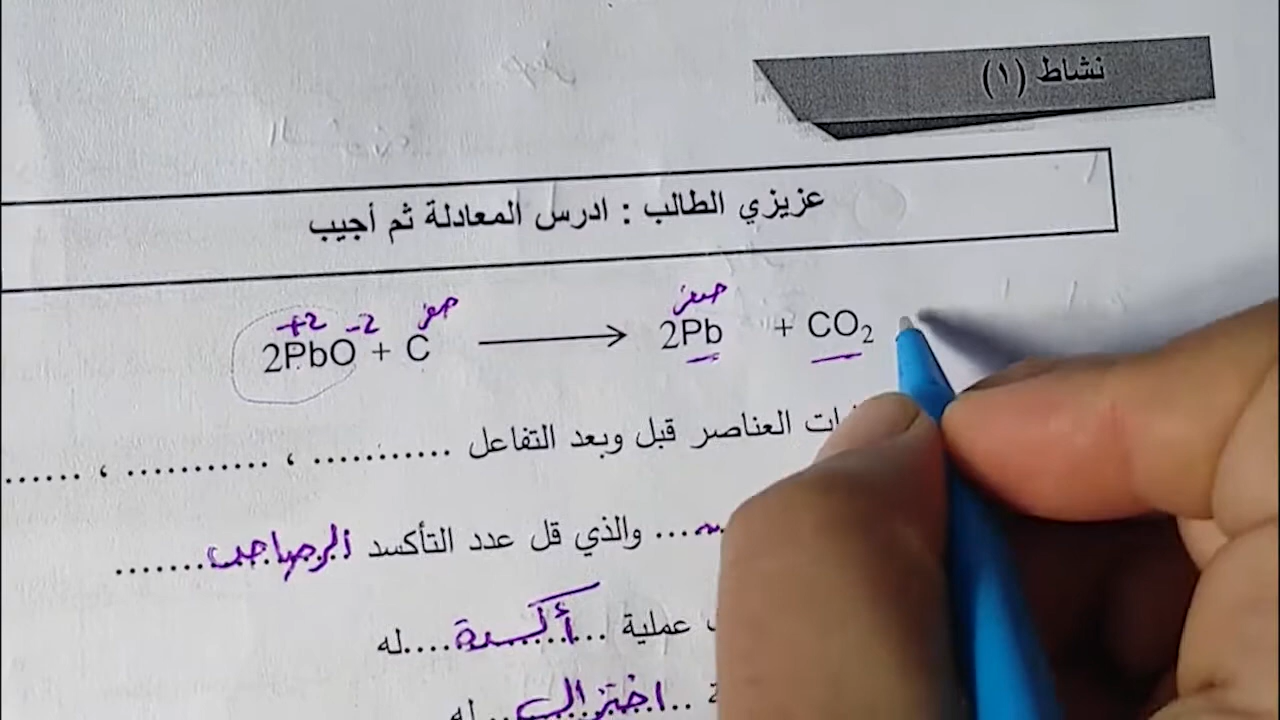 نشاط (١)
عزيزي الطالب : ادرس المعادلة ثم أجيب
+2 -2 صفر صفر
2PbO + C ⟶ 2Pb + CO₂
العناصر قبل وبعد التفاعل ............ ، ............ ، ......
... والذي قل عدد التأكسد الرصاص .......
عملية ... أكسدة ....له
.. اختزال .. له